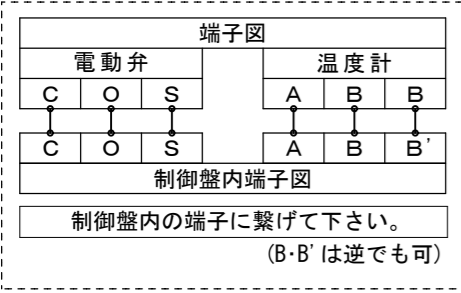 端子図
電動弁 温度計
C O S A B B
C O S A B B'
制御盤内端子図
制御盤内の端子に繋げて下さい。
(B・B'は逆でも可)